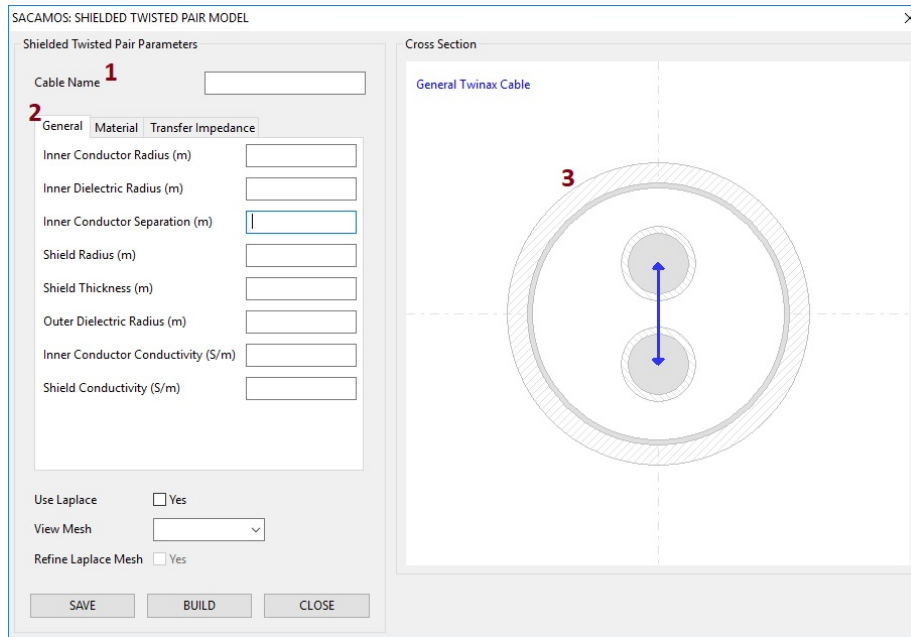 SACAMOS: SHIELDED TWISTED PAIR MODEL
Shielded Twisted Pair Parameters
Cable Name 1
2
General Material Transfer Impedance
Inner Conductor Radius (m)
Inner Dielectric Radius (m)
Inner Conductor Separation (m)
Shield Radius (m)
Shield Thickness (m)
Outer Dielectric Radius (m)
Inner Conductor Conductivity (S/m)
Shield Conductivity (S/m)
Use Laplace Yes
View Mesh
Refine Laplace Mesh Yes
SAVE BUILD CLOSE
Cross Section
General Twinax Cable
3